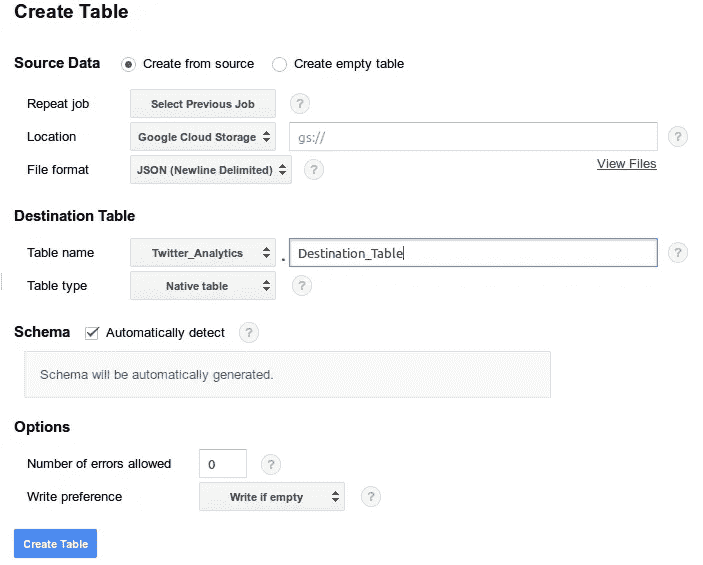 Create Table
Source Data Create from source Create empty table
Repeat job Select Previous Job ?
Location Google Cloud Storage gs:// ?
File format JSON (Newline Delimited) ? View Files
Destination Table
Table name Twitter_Analytics . Destination_Table ?
Table type Native table ?
Schema Automatically detect ?
Schema will be automatically generated.
Options
Number of errors allowed 0 ?
Write preference Write if empty ?
Create Table